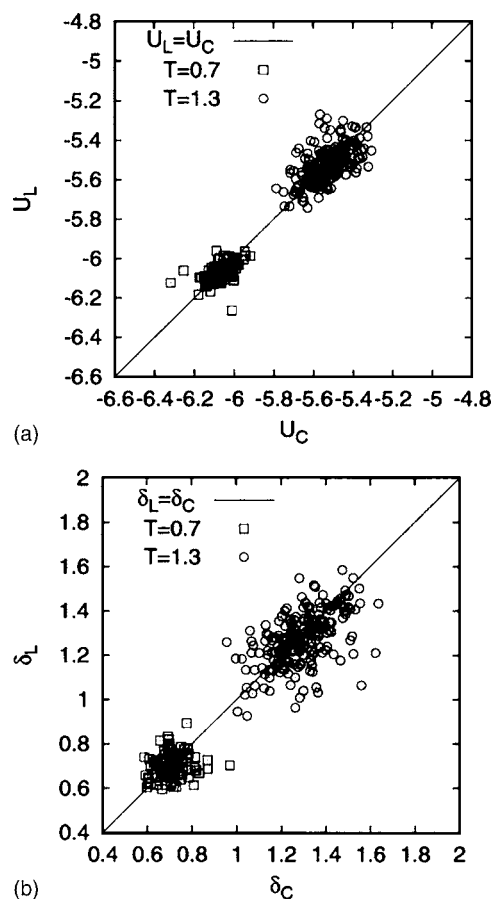 U_L=U_C
T=0.7
T=1.3
-4.8
-5
-5.2
-5.4
-5.6
-5.8
-6
-6.2
-6.4
-6.6
U_L
-6.6 -6.4 -6.2 -6 -5.8 -5.6 -5.4 -5.2 -5 -4.8
U_C
(a)
δ_L=δ_C
T=0.7
T=1.3
2
1.8
1.6
1.4
1.2
1
0.8
0.6
0.4
δ_L
0.4 0.6 0.8 1 1.2 1.4 1.6 1.8 2
δ_C
(b)